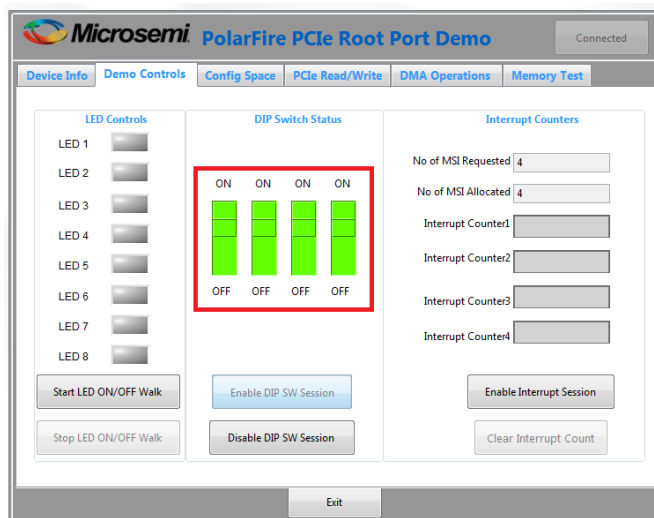 Microsemi. PolarFire PCIe Root Port Demo
Connected
Device Info Demo Controls Config Space PCIe Read/Write DMA Operations Memory Test
LED Controls
LED 1
LED 2
LED 3
LED 4
LED 5
LED 6
LED 7
LED 8
Start LED ON/OFF Walk
Stop LED ON/OFF Walk
DIP Switch Status
ON ON ON ON
OFF OFF OFF OFF
Enable DIP SW Session
Disable DIP SW Session
Interrupt Counters
No of MSI Requested 4
No of MSI Allocated 4
Interrupt Counter1
Interrupt Counter2
Interrupt Counter3
Interrupt Counter4
Enable Interrupt Session
Clear Interrupt Count
Exit